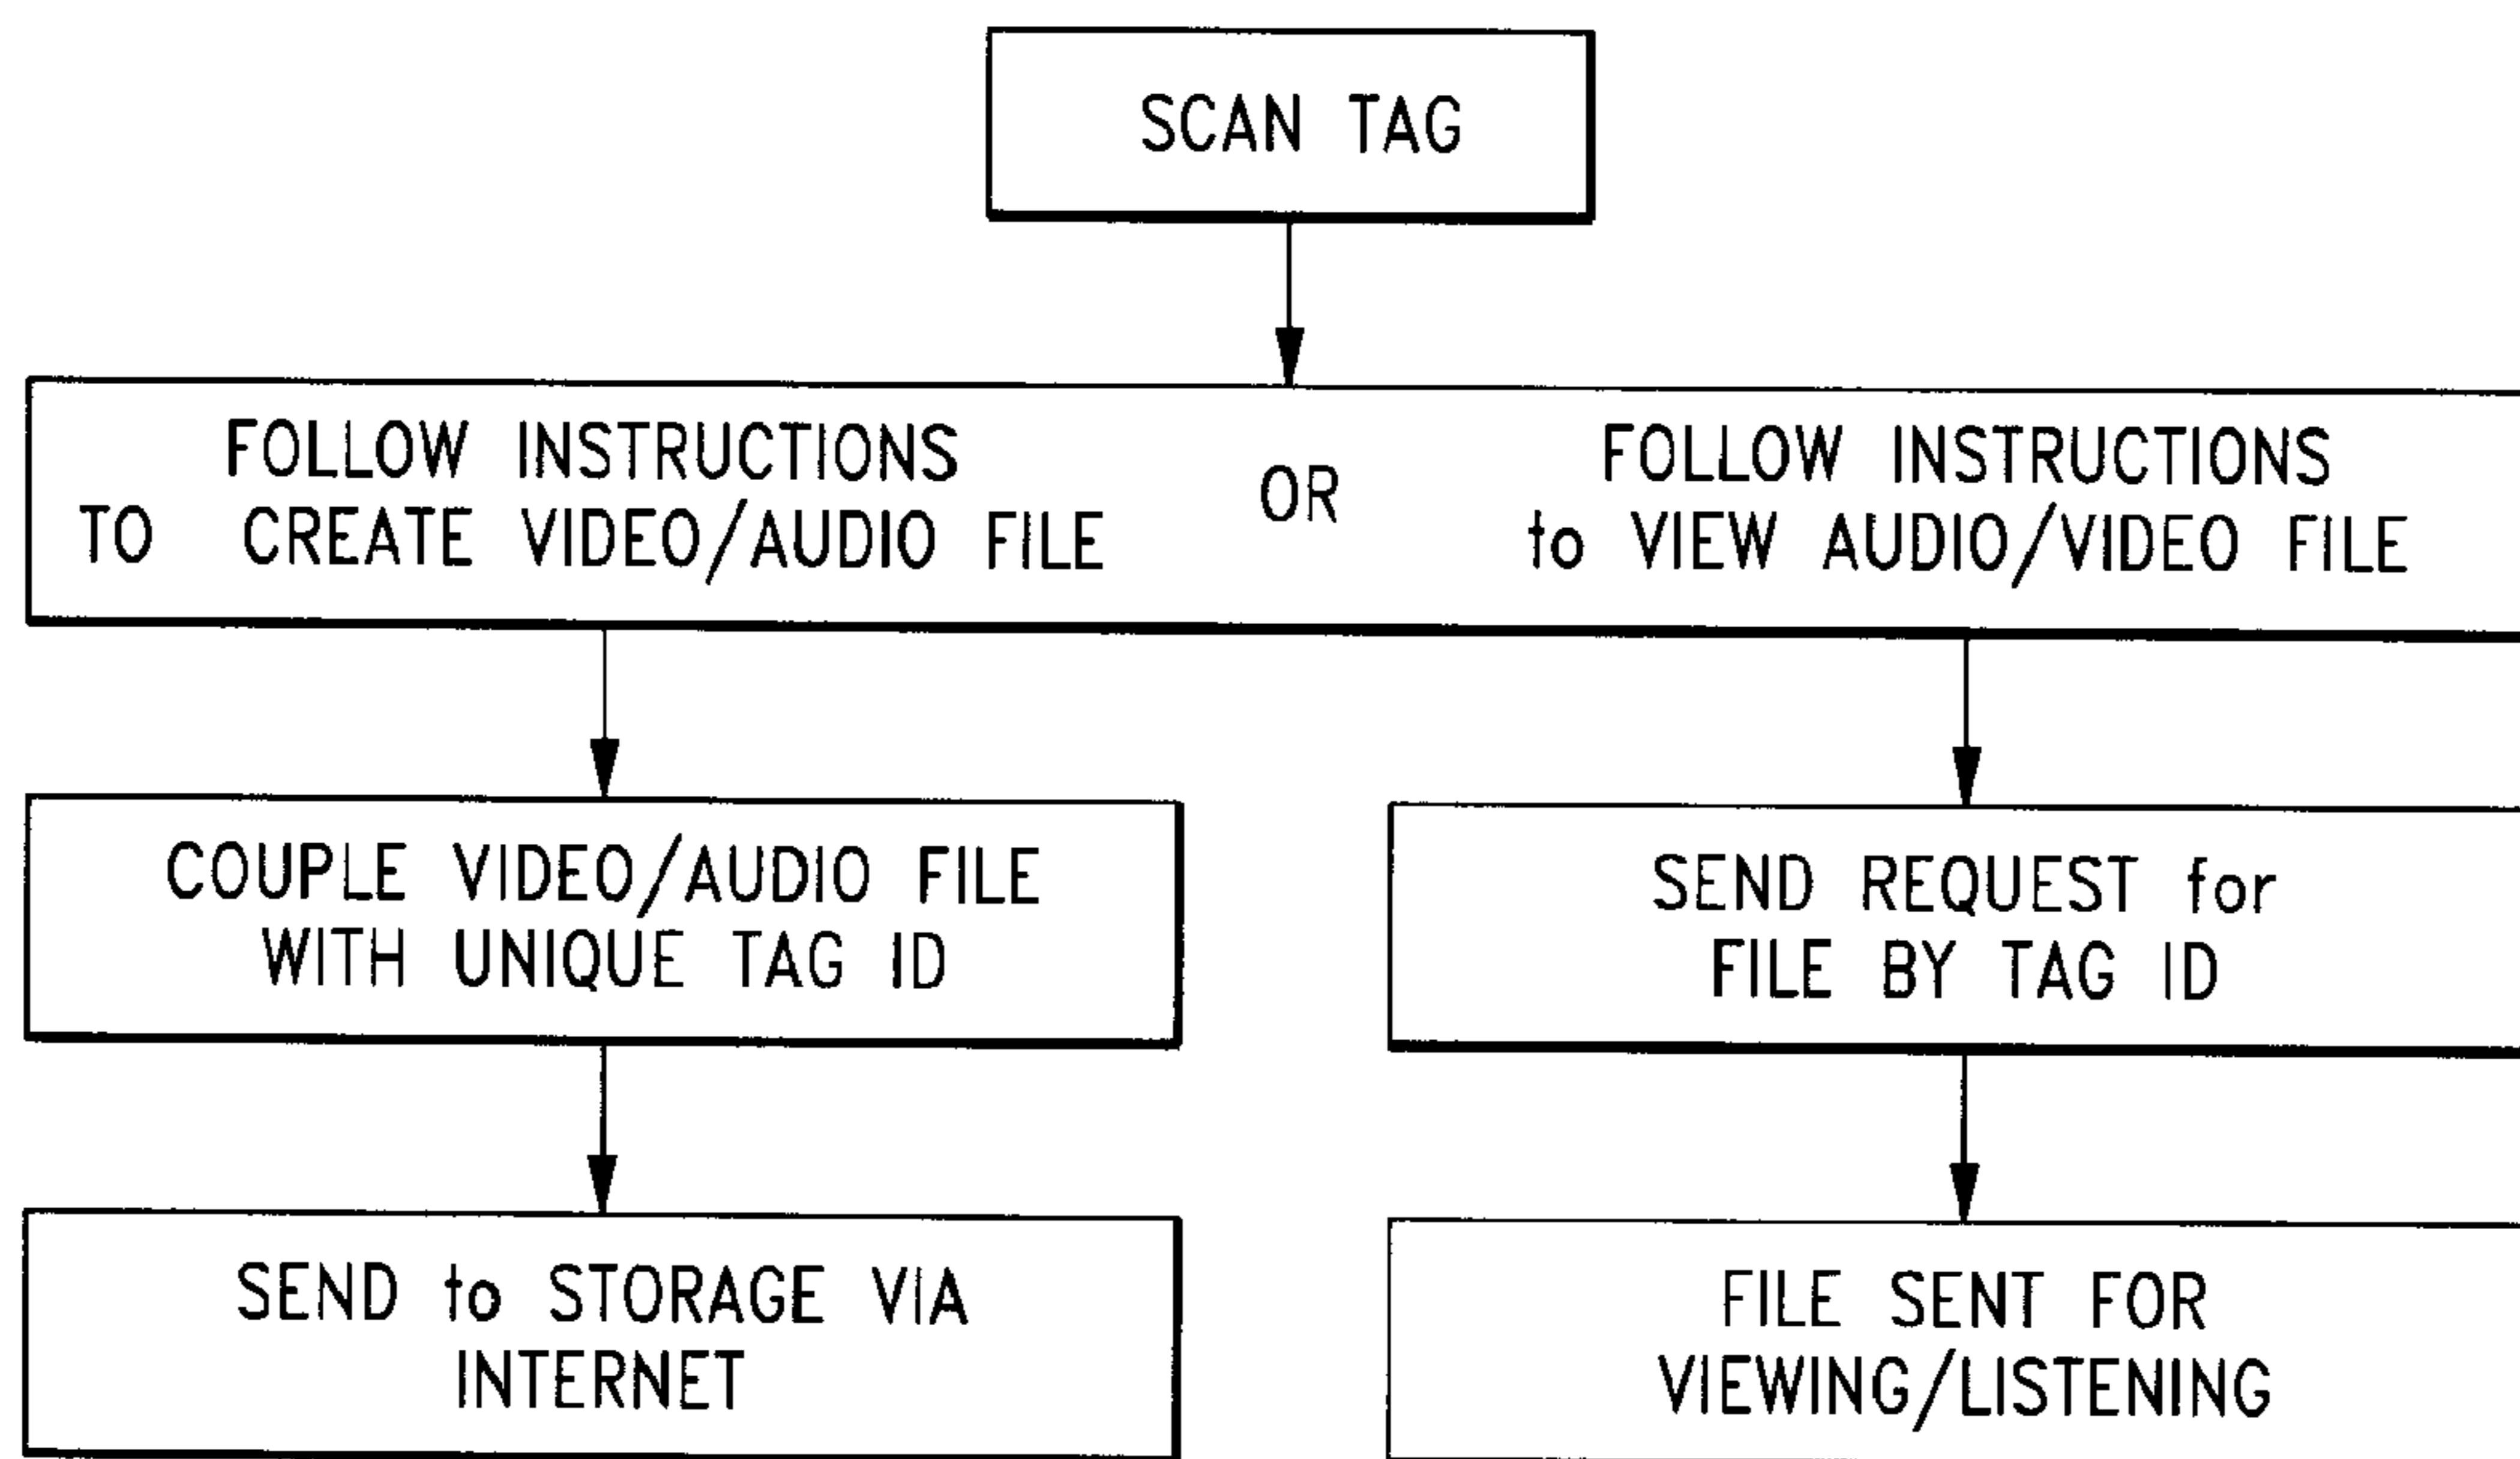 SCAN TAG
FOLLOW INSTRUCTIONS
TO CREATE VIDEO/AUDIO FILE
OR
FOLLOW INSTRUCTIONS
to VIEW AUDIO/VIDEO FILE
COUPLE VIDEO/AUDIO FILE
WITH UNIQUE TAG ID
SEND REQUEST for
FILE BY TAG ID
SEND to STORAGE VIA
INTERNET
FILE SENT FOR
VIEWING/LISTENING